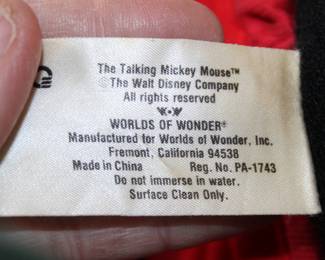 The Talking Mickey Mouse™
©The Walt Disney Company
All rights reserved
WORLDS OF WONDER®
Manufactured for Worlds of Wonder, Inc.
Fremont, California 94538
Made in China Reg. No. PA-1743
Do not immerse in water.
Surface Clean Only.